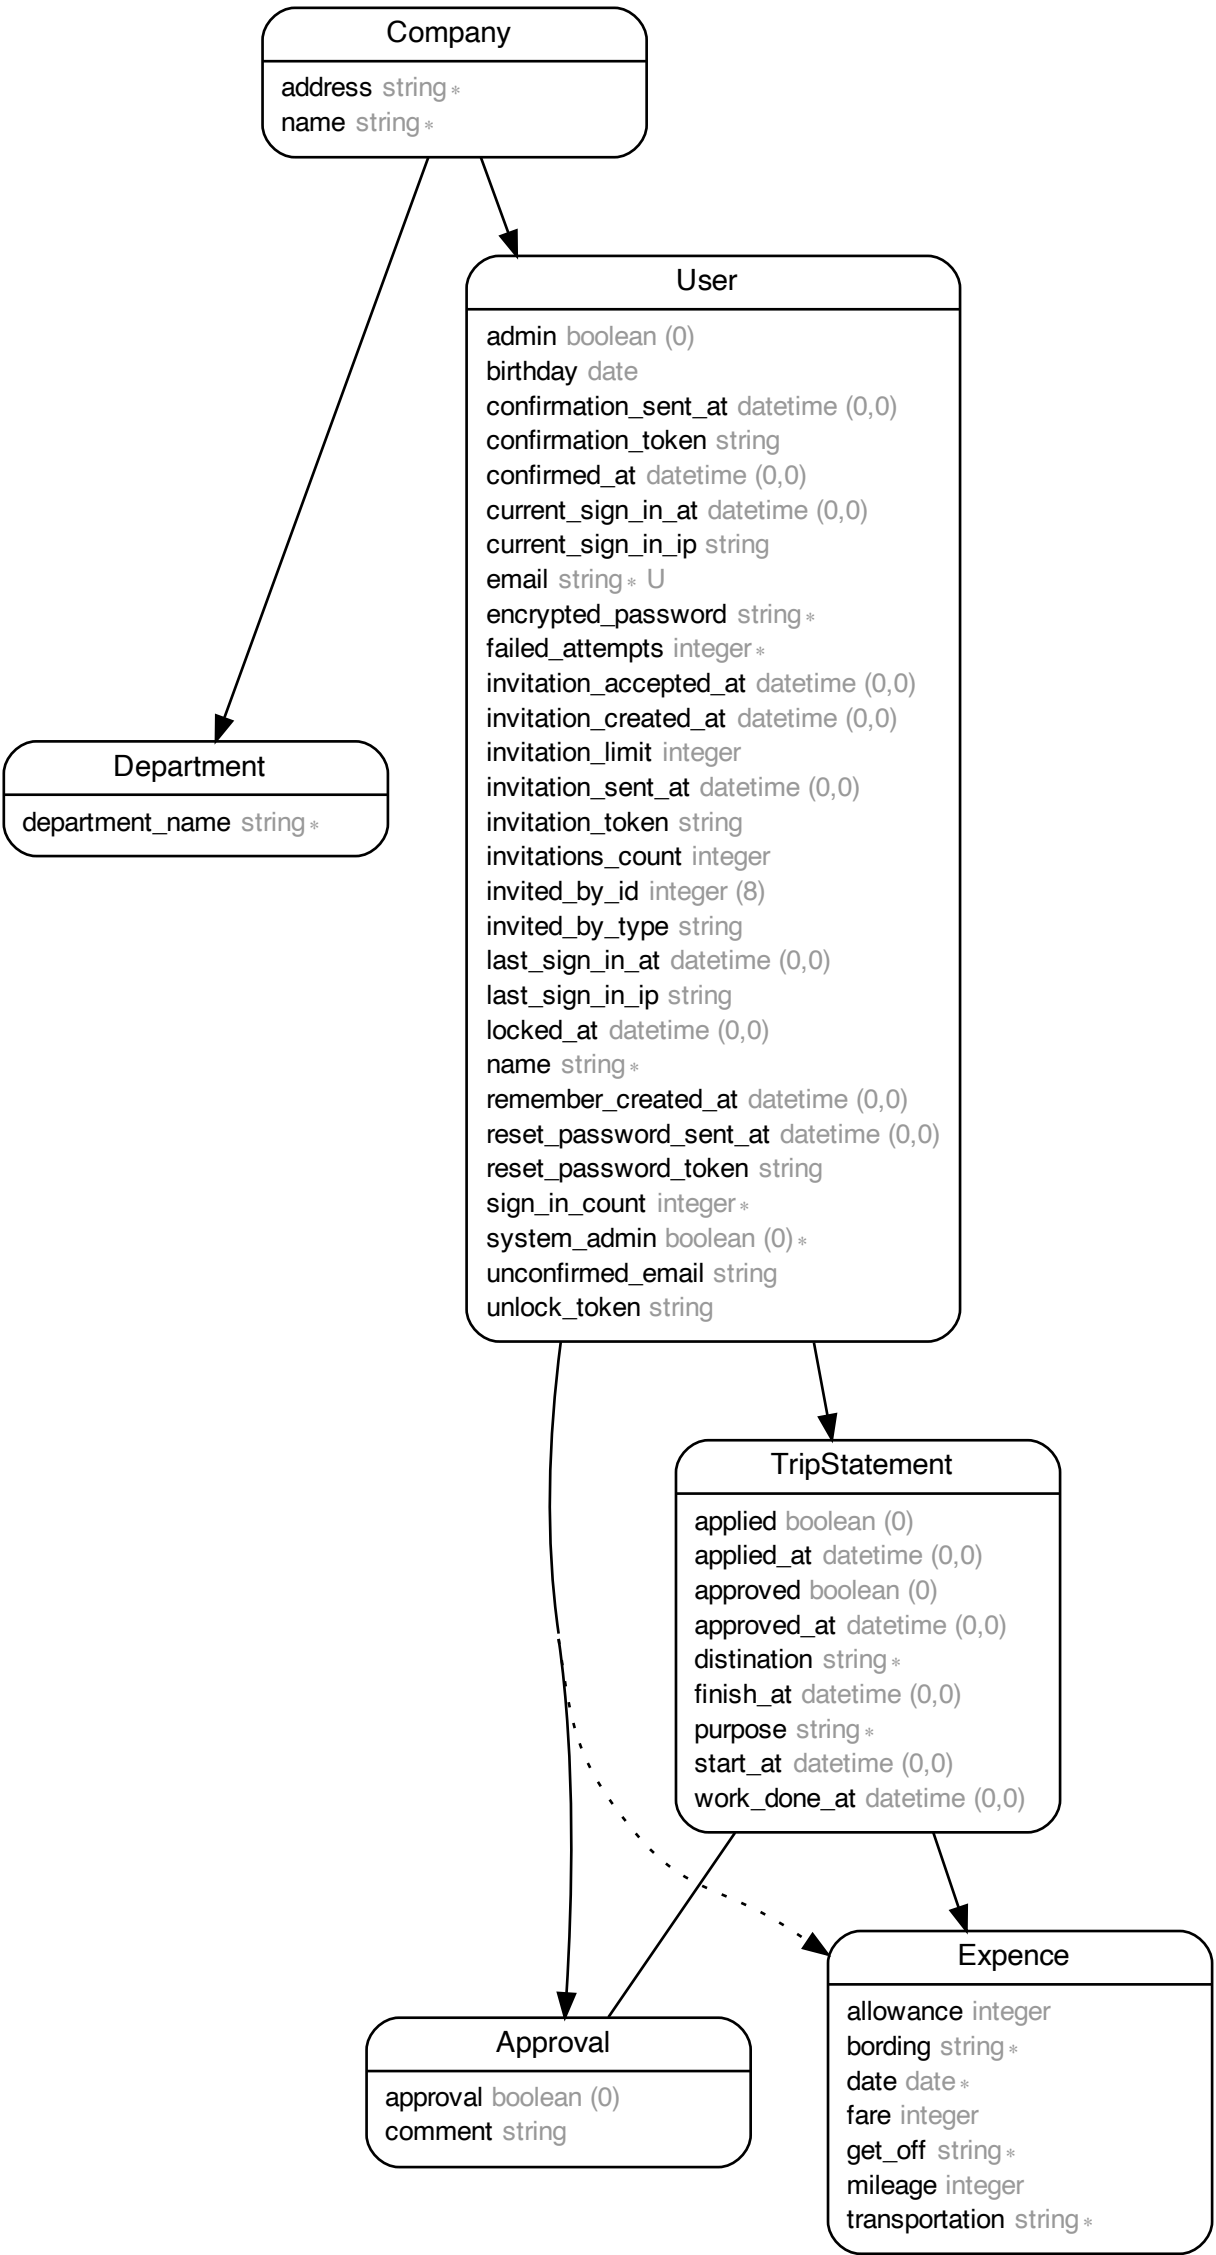 Company
address string*
name string*
User
admin boolean (0)
birthday date
confirmation_sent_at datetime (0,0)
confirmation_token string
confirmed_at datetime (0,0)
current_sign_in_at datetime (0,0)
current_sign_in_ip string
email string* U
encrypted_password string*
failed_attempts integer*
invitation_accepted_at datetime (0,0)
invitation_created_at datetime (0,0)
invitation_limit integer
invitation_sent_at datetime (0,0)
invitation_token string
invitations_count integer
invited_by_id integer (8)
invited_by_type string
last_sign_in_at datetime (0,0)
last_sign_in_ip string
locked_at datetime (0,0)
name string*
remember_created_at datetime (0,0)
reset_password_sent_at datetime (0,0)
reset_password_token string
sign_in_count integer*
system_admin boolean (0)*
unconfirmed_email string
unlock_token string
Department
department_name string*
TripStatement
applied boolean (0)
applied_at datetime (0,0)
approved boolean (0)
approved_at datetime (0,0)
distination string*
finish_at datetime (0,0)
purpose string*
start_at datetime (0,0)
work_done_at datetime (0,0)
Approval
approval boolean (0)
comment string
Expence
allowance integer
bording string*
date date*
fare integer
get_off string*
mileage integer
transportation string*